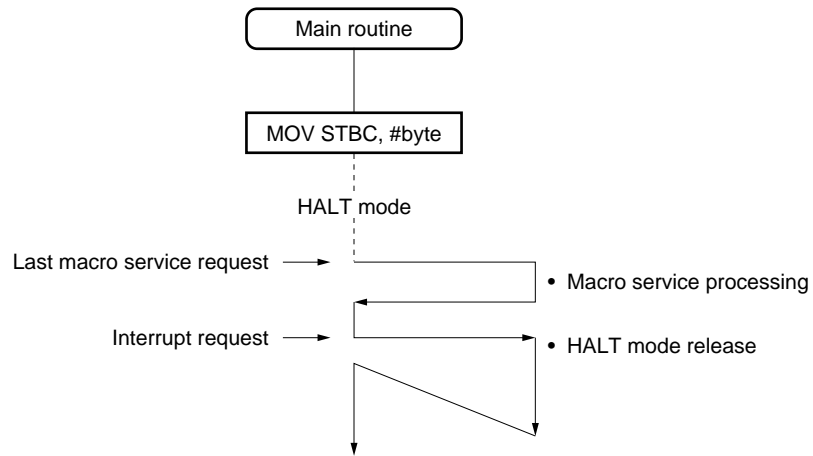 Main routine
MOV STBC, #byte
HALT mode
Last macro service request
• Macro service processing
Interrupt request
• HALT mode release